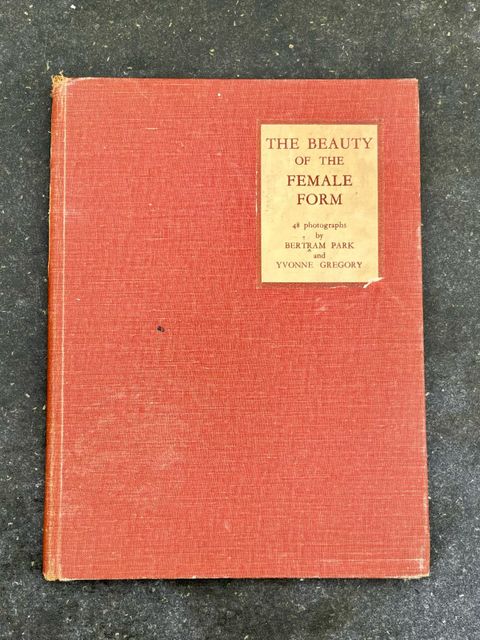 THE BEAUTY
OF THE
FEMALE
FORM
48 photographs
by
BERTRAM PARK
and
YVONNE GREGORY